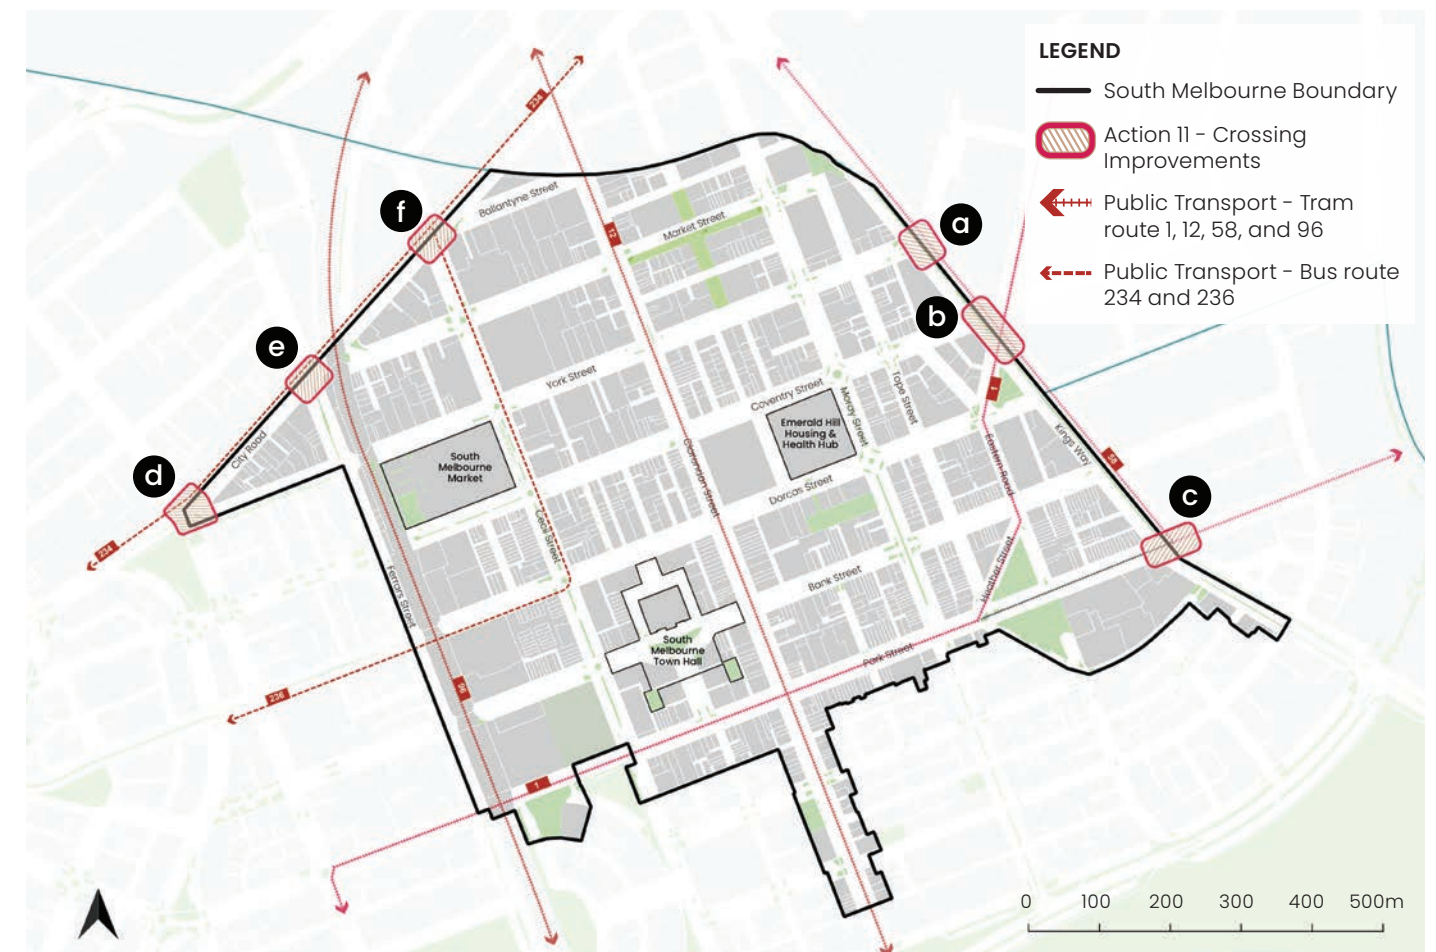 LEGEND
South Melbourne Boundary
Action 11 - Crossing
Improvements
Public Transport - Tram
route 1, 12, 58, and 96
Public Transport - Bus route
234 and 236
234
f
Ballantyne Street
12
Market Street
a
b
e
York Street
Coventry Street
Moray Street
Tope Street
1
Emerald Hill
Housing &
Health Hub
City Road
South
Melbourne
Market
Clarendon Street
Eastern Road
Kings Way
58
d
Dorcas Street
c
234
Cecil Street
Ferrars Street
Bank Street
Heather Street
South
Melbourne
Town Hall
Park Street
96
236
1
0 100 200 300 400 500m